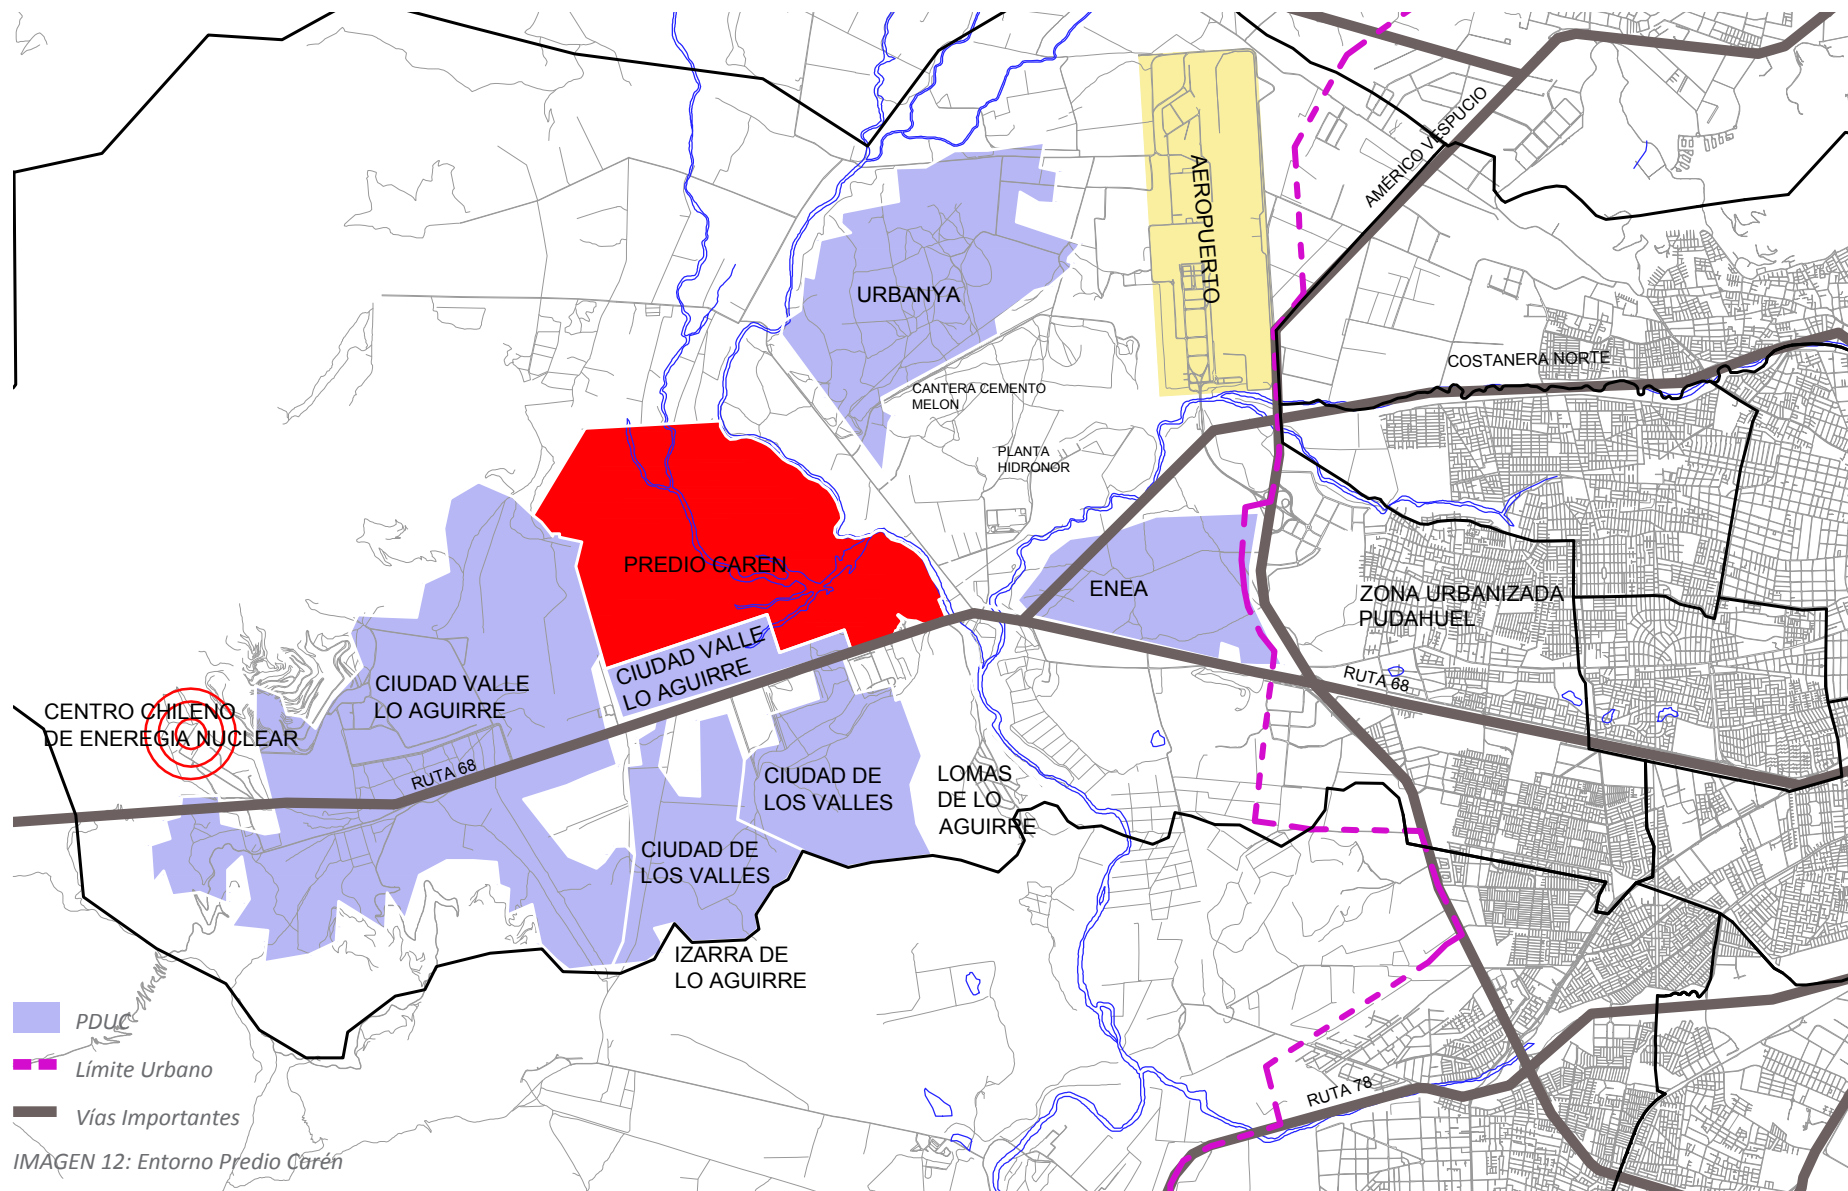 AMÉRICO VESPUCIO
AEROPUERTO
URBANYA
COSTANERA NORTE
CANTERA CEMENTO
MELON
PLANTA
HIDRONOR
PREDIO CAREN
ENEA
ZONA URBANIZADA
PUDAHUEL
CIUDAD VALLE
LO AGUIRRE
RUTA 68
CIUDAD VALLE
LO AGUIRRE
CENTRO CHILENO
DE ENEREGIA NUCLEAR
RUTA 68
CIUDAD DE
LOS VALLES
LOMAS
DE LO
AGUIRRE
CIUDAD DE
LOS VALLES
IZARRA DE
LO AGUIRRE
RUTA 78
PDUC
Límite Urbano
Vías Importantes
IMAGEN 12: Entorno Predio Carén